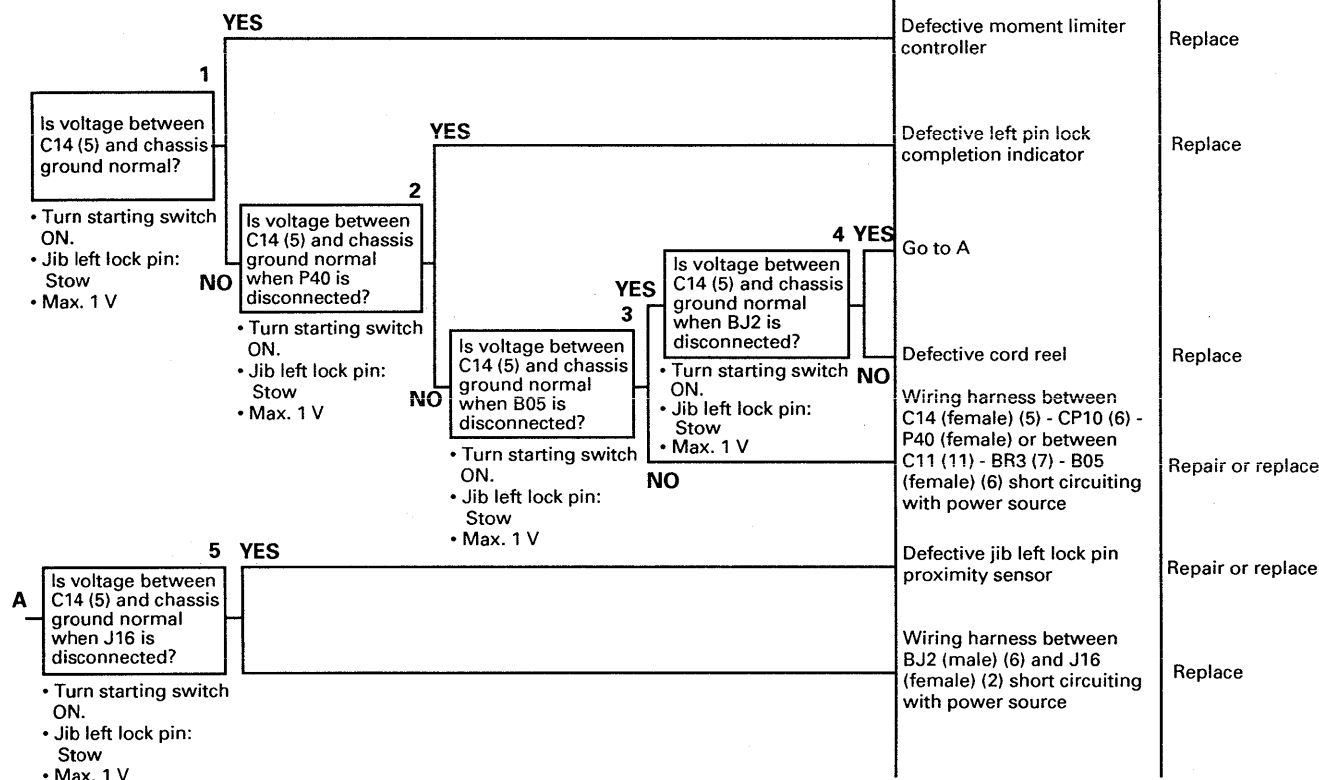 YES
Defective moment limiter
controller
Replace
1
Is voltage between
C14 (5) and chassis
ground normal?
• Turn starting switch
ON.
• Jib left lock pin:
Stow
• Max. 1 V
NO
YES
Defective left pin lock
completion indicator
Replace
2
Is voltage between
C14 (5) and chassis
ground normal
when P40 is
disconnected?
• Turn starting switch
ON.
• Jib left lock pin:
Stow
• Max. 1 V
NO
YES
3
Is voltage between
C14 (5) and chassis
ground normal
when B05 is
disconnected?
• Turn starting switch
ON.
• Jib left lock pin:
Stow
• Max. 1 V
NO
4 YES
Go to A
Is voltage between
C14 (5) and chassis
ground normal
when BJ2 is
disconnected?
• Turn starting switch
ON.
• Jib left lock pin:
Stow
• Max. 1 V
NO
Defective cord reel
Replace
Wiring harness between
C14 (female) (5) - CP10 (6) -
P40 (female) or between
C11 (11) - BR3 (7) - B05
(female) (6) short circuiting
with power source
Repair or replace
A
5 YES
Is voltage between
C14 (5) and chassis
ground normal
when J16 is
disconnected?
• Turn starting switch
ON.
• Jib left lock pin:
Stow
• Max. 1 V
Defective jib left lock pin
proximity sensor
Repair or replace
Wiring harness between
BJ2 (male) (6) and J16
(female) (2) short circuiting
with power source
Replace